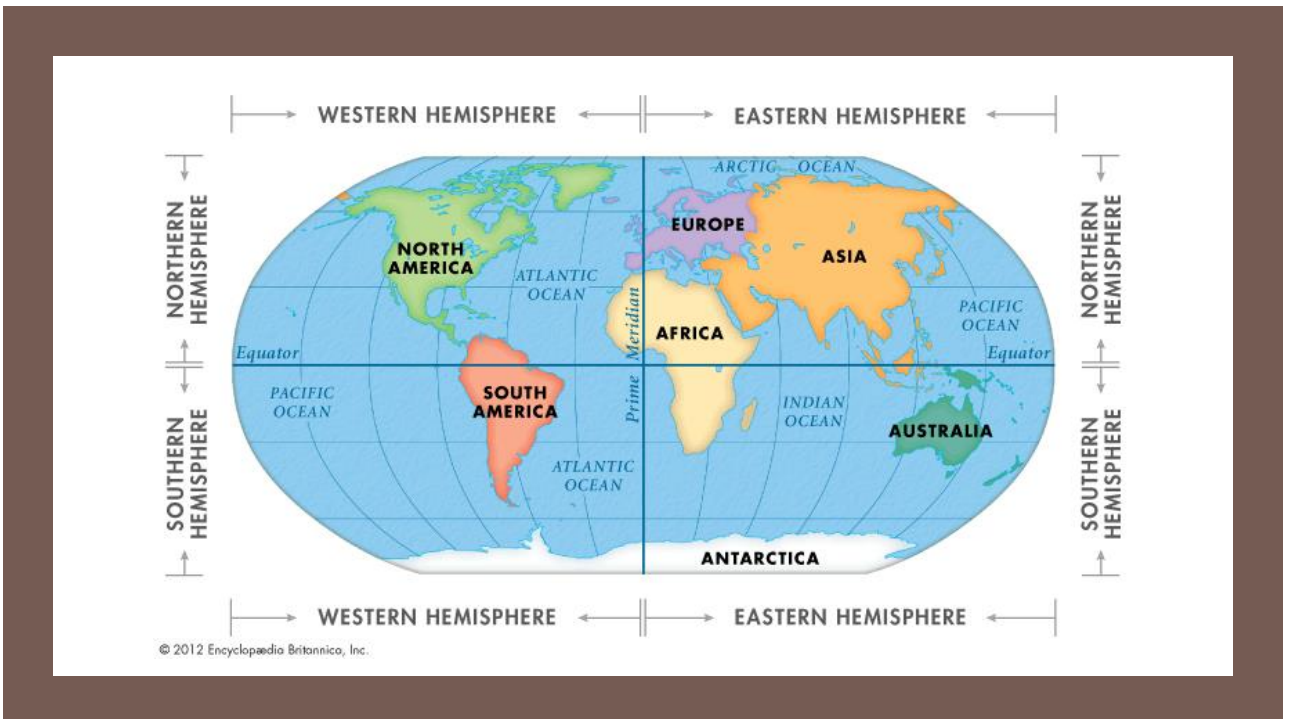 WESTERN HEMISPHERE
EASTERN HEMISPHERE
NORTHERN
HEMISPHERE
NORTHERN
HEMISPHERE
ARCTIC OCEAN
EUROPE
NORTH
AMERICA
ASIA
ATLANTIC
OCEAN
PACIFIC
OCEAN
AFRICA
Prime Meridian
Equator
Equator
PACIFIC
OCEAN
SOUTH
AMERICA
INDIAN
OCEAN
AUSTRALIA
ATLANTIC
OCEAN
SOUTHERN
HEMISPHERE
SOUTHERN
HEMISPHERE
ANTARCTICA
WESTERN HEMISPHERE
EASTERN HEMISPHERE
© 2012 Encyclopædia Britannica, Inc.